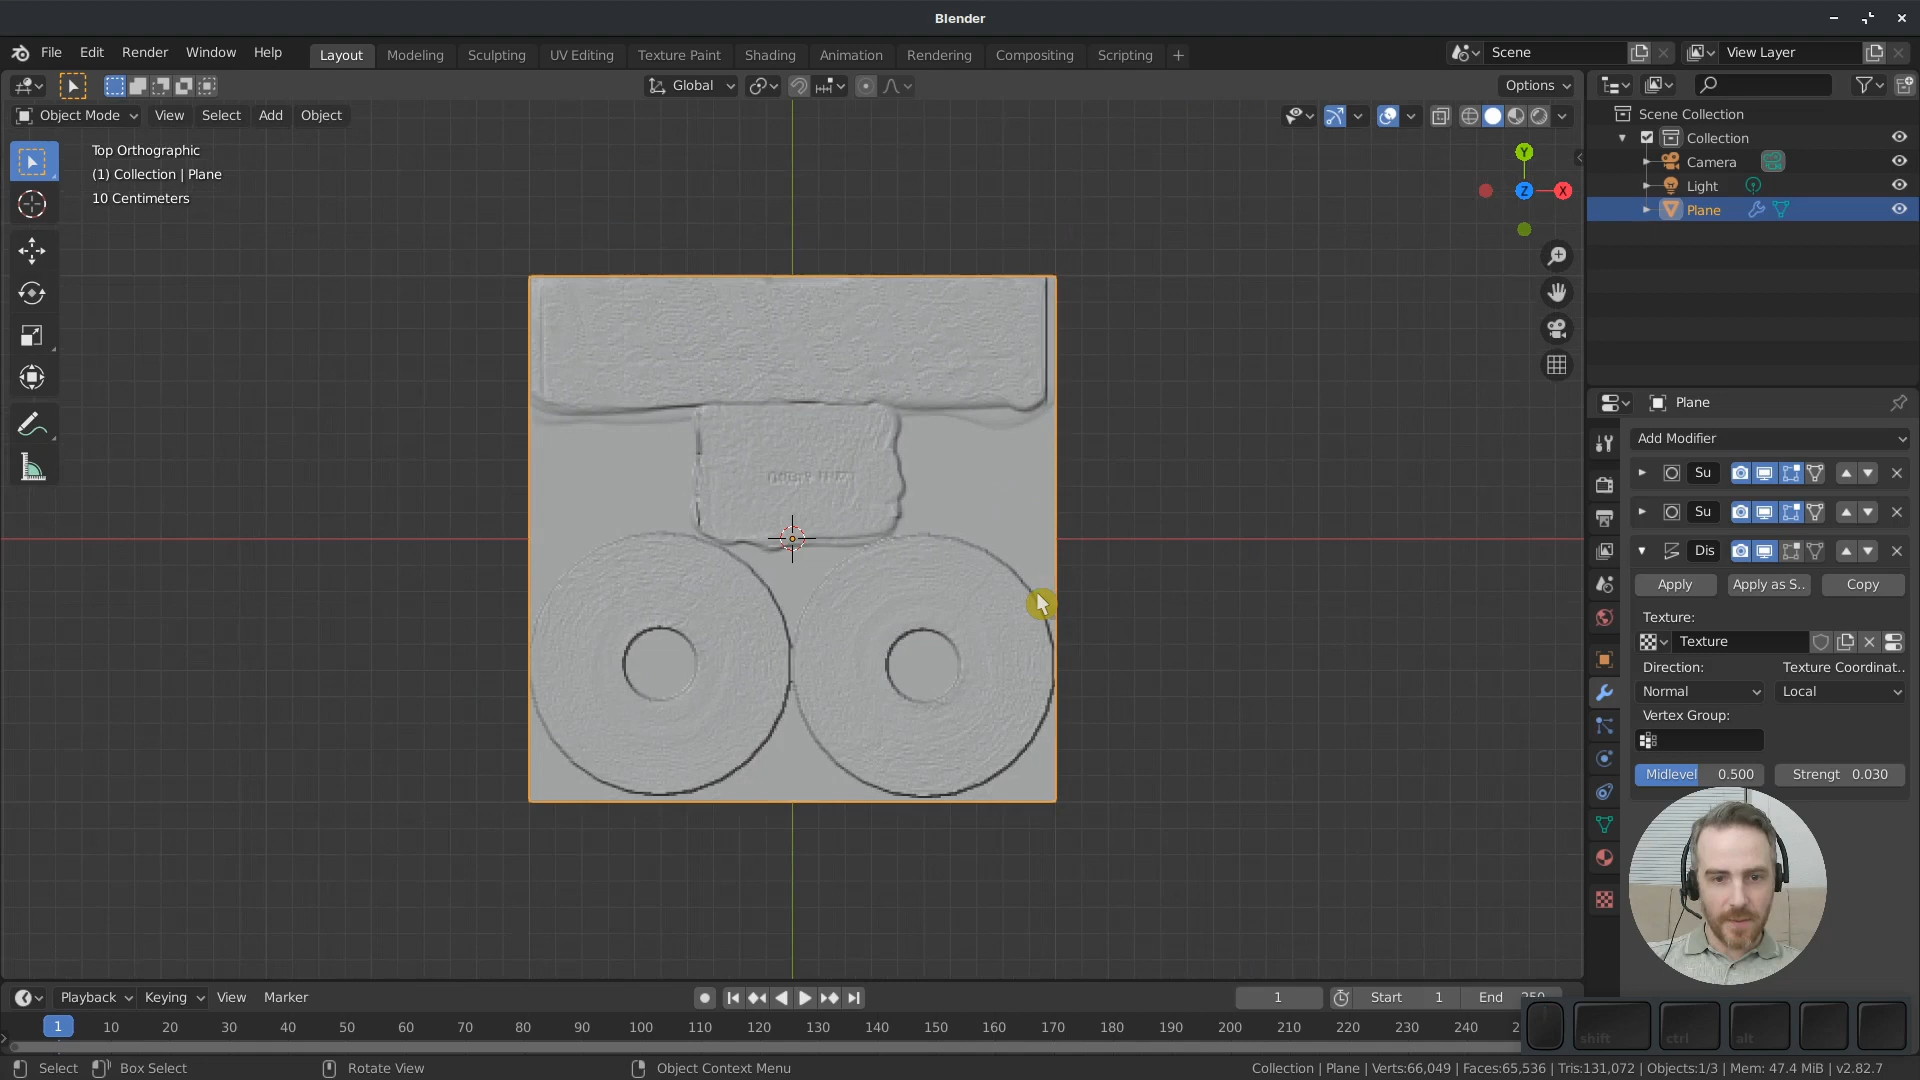 Blender
File Edit Render Window Help
Layout Modeling Sculpting UV Editing Texture Paint Shading Animation Rendering Compositing Scripting +
Scene
View Layer
Global
Options
Object Mode View Select Add Object
Top Orthographic
(1) Collection | Plane
10 Centimeters
Y
Z
X
Scene Collection
Collection
Camera
Light
Plane
Plane
Add Modifier
Su
Su
Dis
Apply Apply as S.. Copy
Texture:
Texture
Direction: Texture Coordinat..
Normal Local
Vertex Group:
Midlevel 0.500 Strengt 0.030
Playback Keying View Marker
1 Start 1 End 250
1 10 20 30 40 50 60 70 80 90 100 110 120 130 140 150 160 170 180 190 200 210 220 230 240 2
shift ctrl alt
Select Box Select Rotate View Object Context Menu
Collection | Plane | Verts:66,049 | Faces:65,536 | Tris:131,072 | Objects:1/3 | Mem: 47.4 MiB | v2.82.7